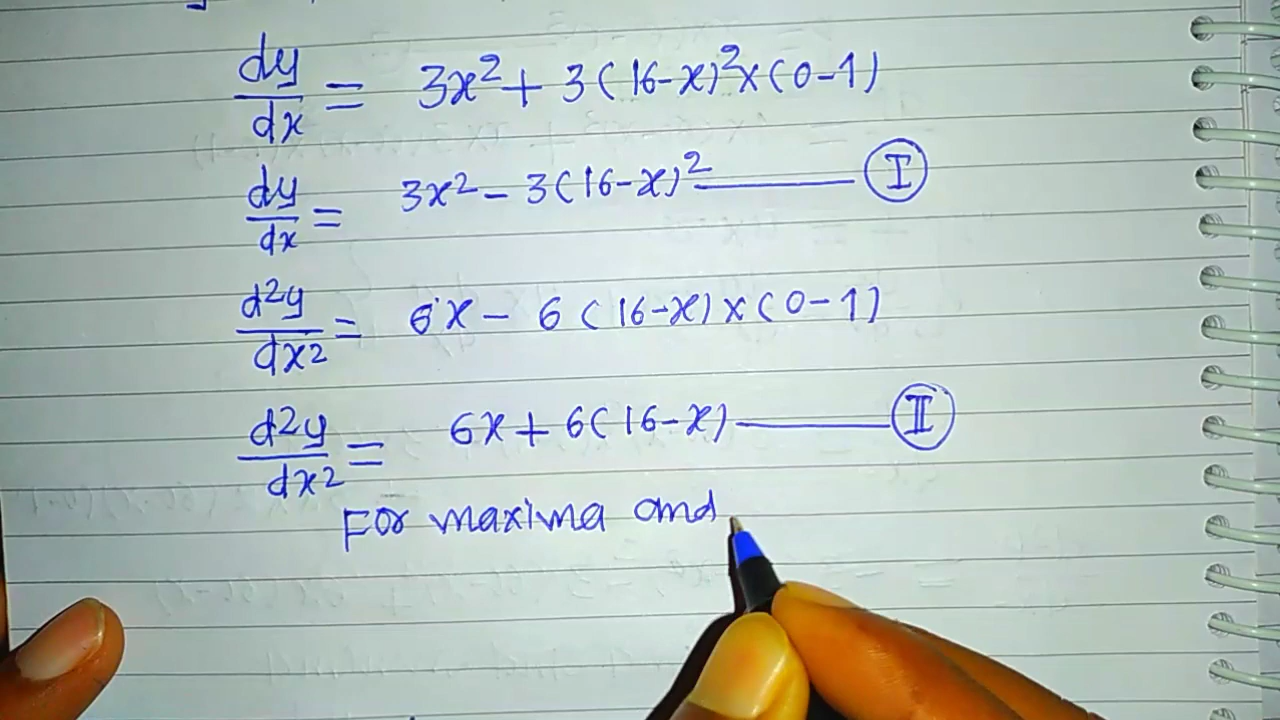 dy/dx = 3x² + 3(16-x)² × (0-1)
dy/dx = 3x² - 3(16-x)² ——— I
d²y/dx² = 6x - 6(16-x) × (0-1)
d²y/dx² = 6x + 6(16-x) ——— II
For maxima and